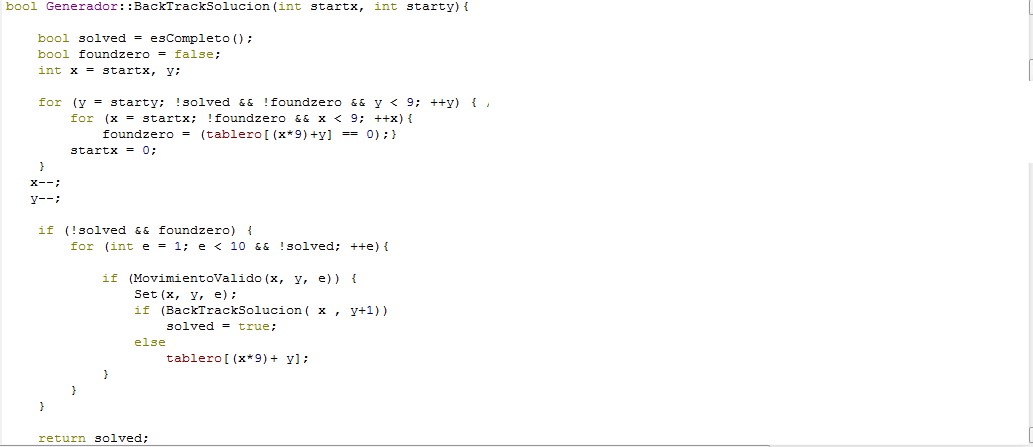 bool Generador::BackTrackSolucion(int startx, int starty){
bool solved = esCompleto();
bool foundzero = false;
int x = startx, y;
for (y = starty; !solved && !foundzero && y < 9; ++y) { ,
for (x = startx; !foundzero && x < 9; ++x){
foundzero = (tablero[(x*9)+y] == 0);}
startx = 0;
}
x--;
y--;
if (!solved && foundzero) {
for (int e = 1; e < 10 && !solved; ++e){
if (MovimientoValido(x, y, e)) {
Set(x, y, e);
if (BackTrackSolucion( x , y+1))
solved = true;
else
tablero[(x*9)+ y];
}
}
}
return solved;